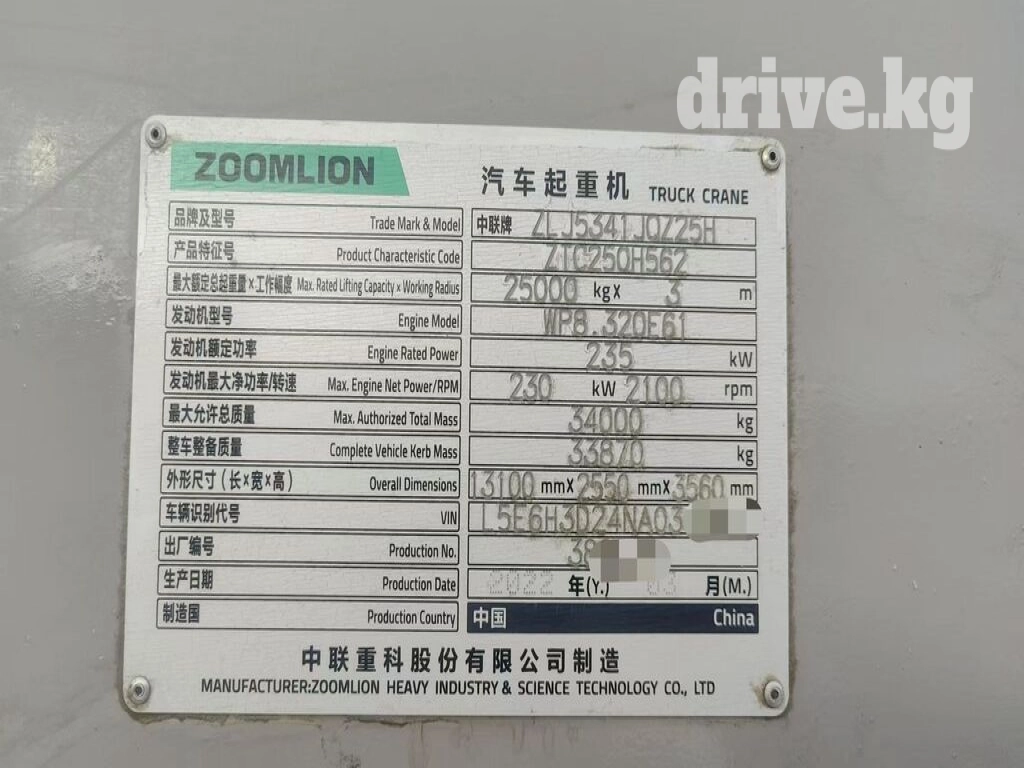 drive.kg
ZOOMLION 汽车起重机 TRUCK CRANE
品牌及型号 Trade Mark & Model 中联牌 ZLJ5341JQZ25H
产品特征号 Product Characteristic Code ZTC250H562
最大额定总起重量×工作幅度 Max. Rated Lifting Capacity x Working Radius 25000 kg x 3 m
发动机型号 Engine Model WP8.320E61
发动机额定功率 Engine Rated Power 235 kW
发动机最大净功率/转速 Max. Engine Net Power/RPM 230 kW 2100 rpm
最大允许总质量 Max. Authorized Total Mass 34000 kg
整车整备质量 Complete Vehicle Kerb Mass 33870 kg
外形尺寸(长×宽×高) Overall Dimensions 13100 mm x 2550 mm x 3560 mm
车辆识别代号 VIN L5E6H3D24NA03
出厂编号 Production No. 38
生产日期 Production Date 2022 年(Y.) 03 月(M.)
制造国 Production Country 中国 China
中联重科股份有限公司制造
MANUFACTURER:ZOOMLION HEAVY INDUSTRY & SCIENCE TECHNOLOGY CO., LTD